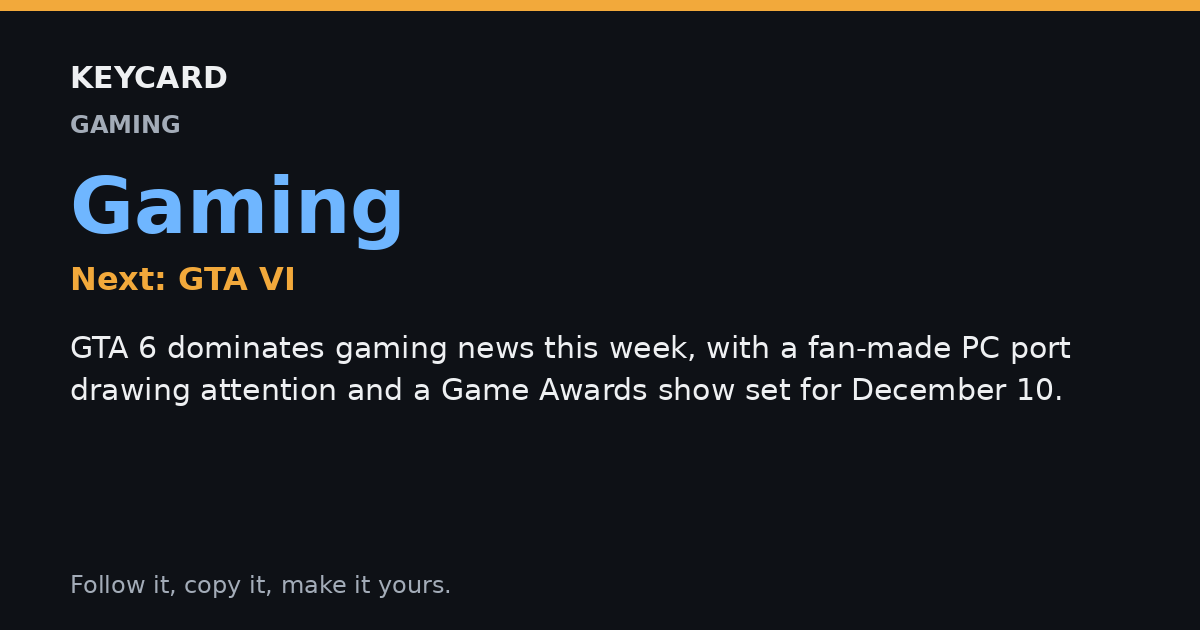 KEYCARD
GAMING
Gaming
Next: GTA VI
GTA 6 dominates gaming news this week, with a fan-made PC port
drawing attention and a Game Awards show set for December 10.
Follow it, copy it, make it yours.